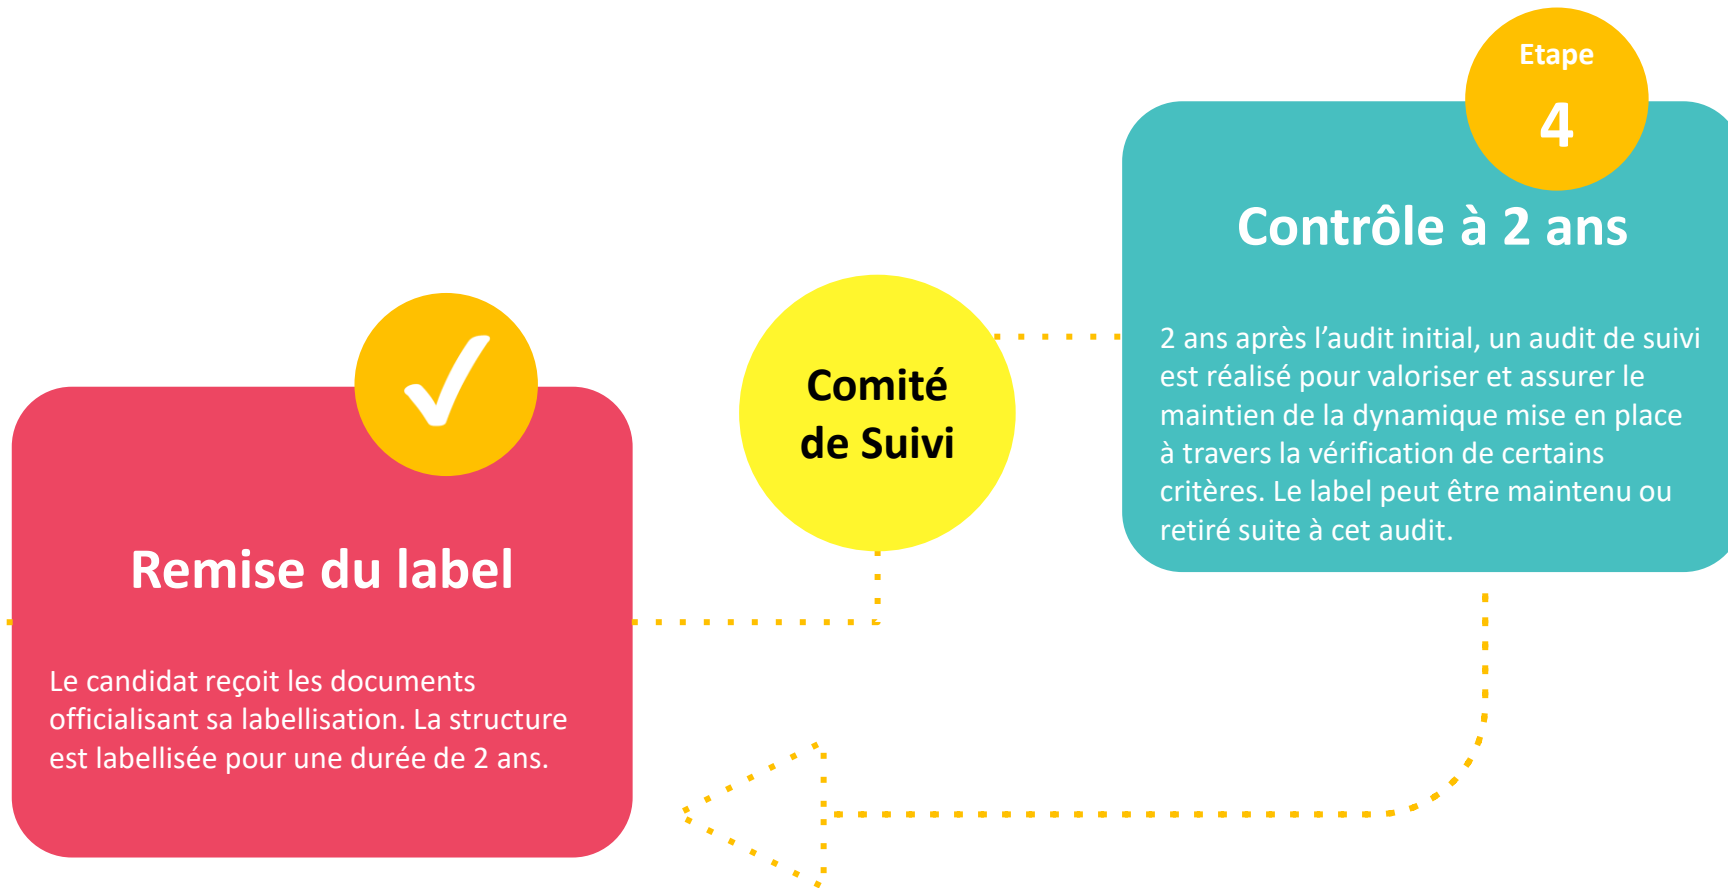 Remise du label
Le candidat reçoit les documents
officialisant sa labellisation. La structure
est labellisée pour une durée de 2 ans.
Comité
de Suivi
Etape
4
Contrôle à 2 ans
2 ans après l’audit initial, un audit de suivi
est réalisé pour valoriser et assurer le
maintien de la dynamique mise en place
à travers la vérification de certains
critères. Le label peut être maintenu ou
retiré suite à cet audit.